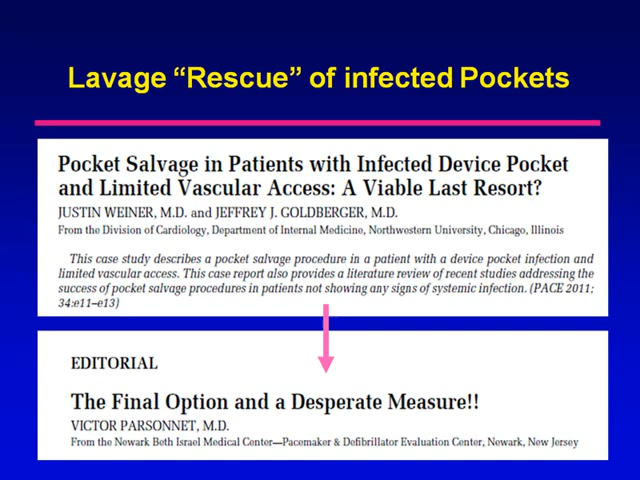 Lavage “Rescue” of infected Pockets
Pocket Salvage in Patients with Infected Device Pocket
and Limited Vascular Access: A Viable Last Resort?
JUSTIN WEINER, M.D. and JEFFREY J. GOLDBERGER, M.D.
From the Division of Cardiology, Department of Internal Medicine, Northwestern University, Chicago, Illinois
This case study describes a pocket salvage procedure in a patient with a device pocket infection and
limited vascular access. This case report also provides a literature review of recent studies addressing the
success of pocket salvage procedures in patients not showing any signs of systemic infection. (PACE 2011;
34:e11–e13)
EDITORIAL
The Final Option and a Desperate Measure!!
VICTOR PARSONNET, M.D.
From the Newark Beth Israel Medical Center—Pacemaker & Defibrillator Evaluation Center, Newark, New Jersey